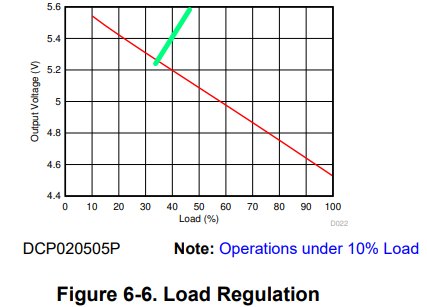 5.6
5.4
5.2
5
4.8
4.6
4.4
Output Voltage (V)
0 10 20 30 40 50 60 70 80 90 100
Load (%)
D022
DCP020505P Note: Operations under 10% Load
Figure 6-6. Load Regulation